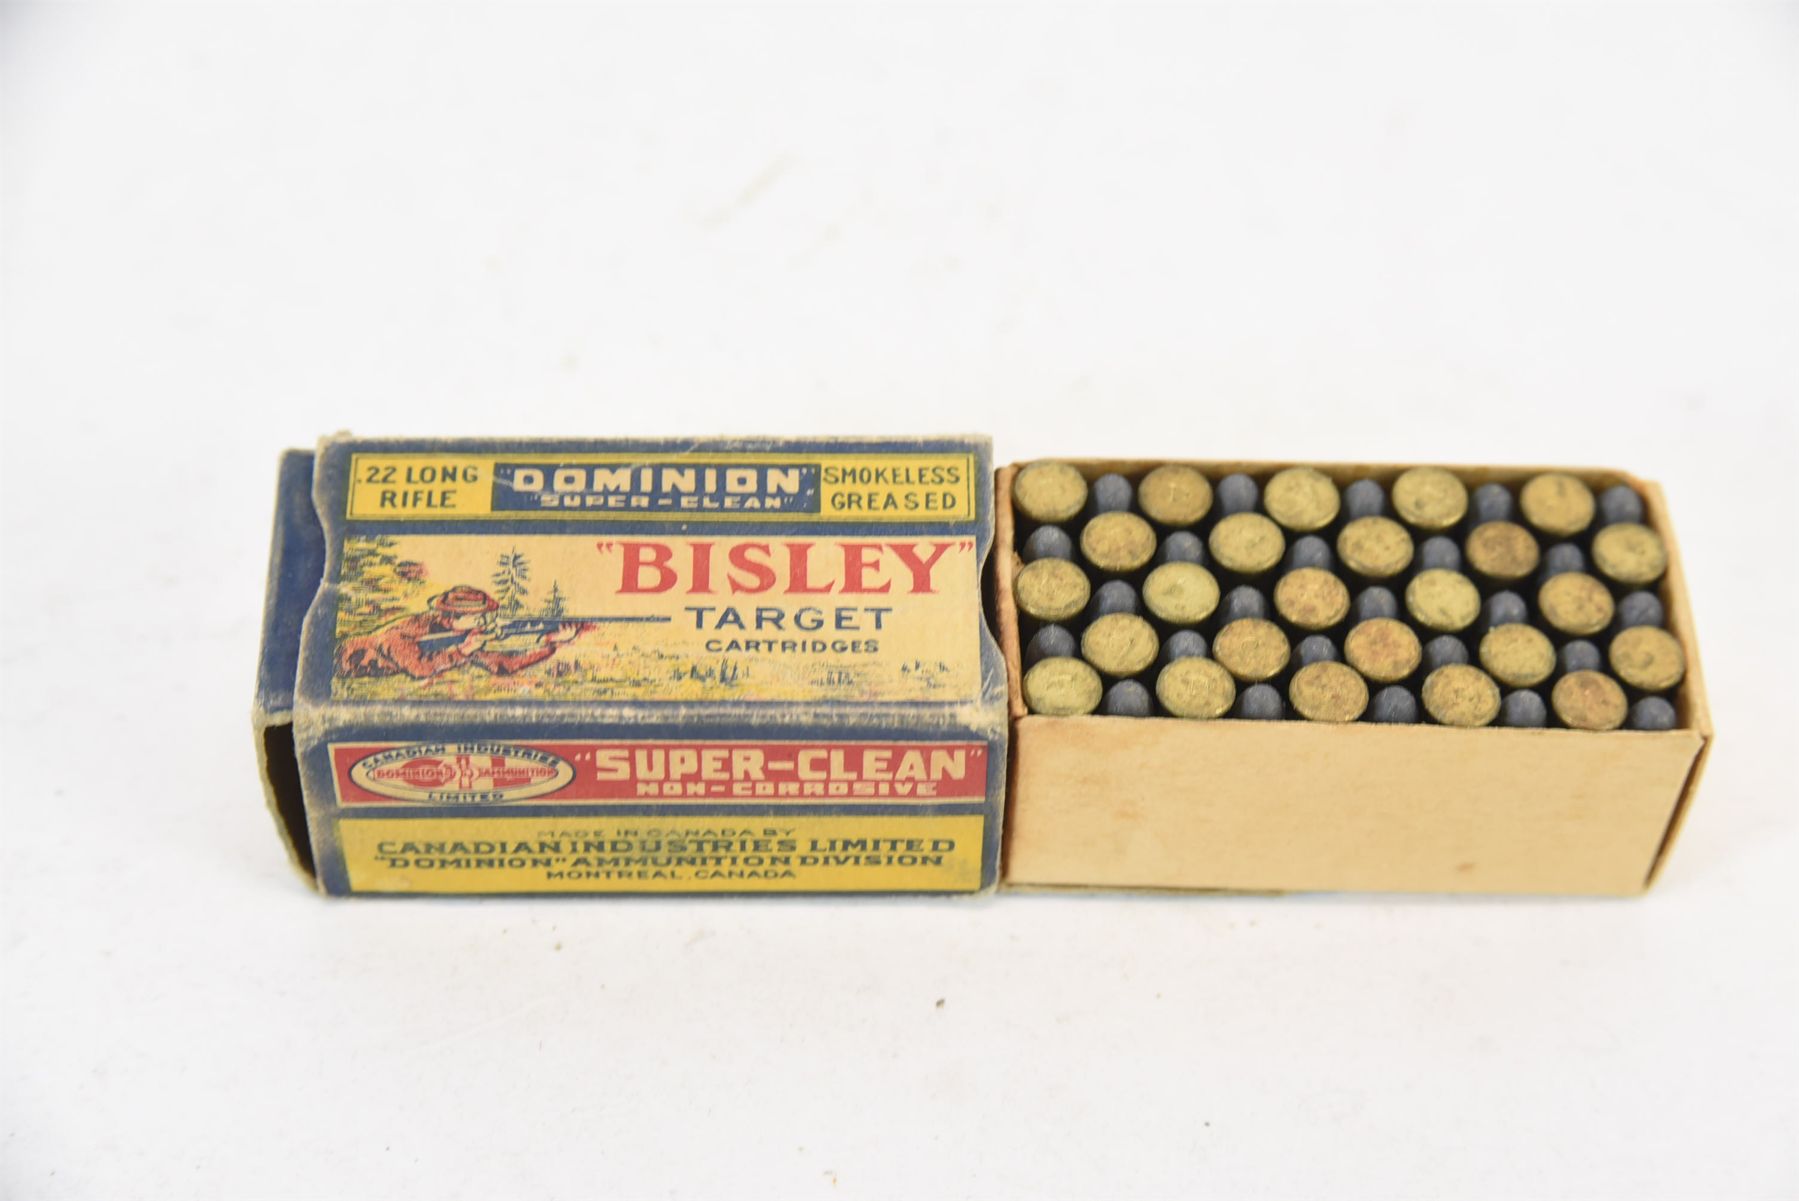 .22 LONG RIFLE
"DOMINION"
"SUPER-CLEAN"
SMOKELESS GREASED
"BISLEY"
TARGET
CARTRIDGES
CANADIAN INDUSTRIES
DOMINION AMMUNITION
LIMITED
"SUPER-CLEAN"
NON-CORROSIVE
MADE IN CANADA BY
CANADIAN INDUSTRIES LIMITED
"DOMINION" AMMUNITION DIVISION
MONTREAL, CANADA